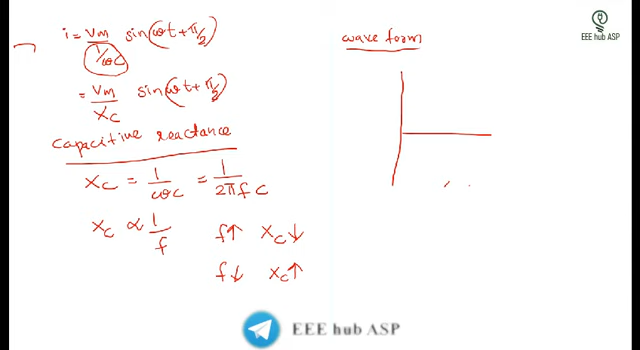 i = Vm/(1/ωC) sin(ωt + π/2)
= Vm/XC sin(ωt + π/2)
capacitive reactance
XC = 1/ωC = 1/2πfC
XC ∝ 1/f
f↑ XC↓
f↓ XC↑
wave form
EEE hub ASP
EEE hub ASP